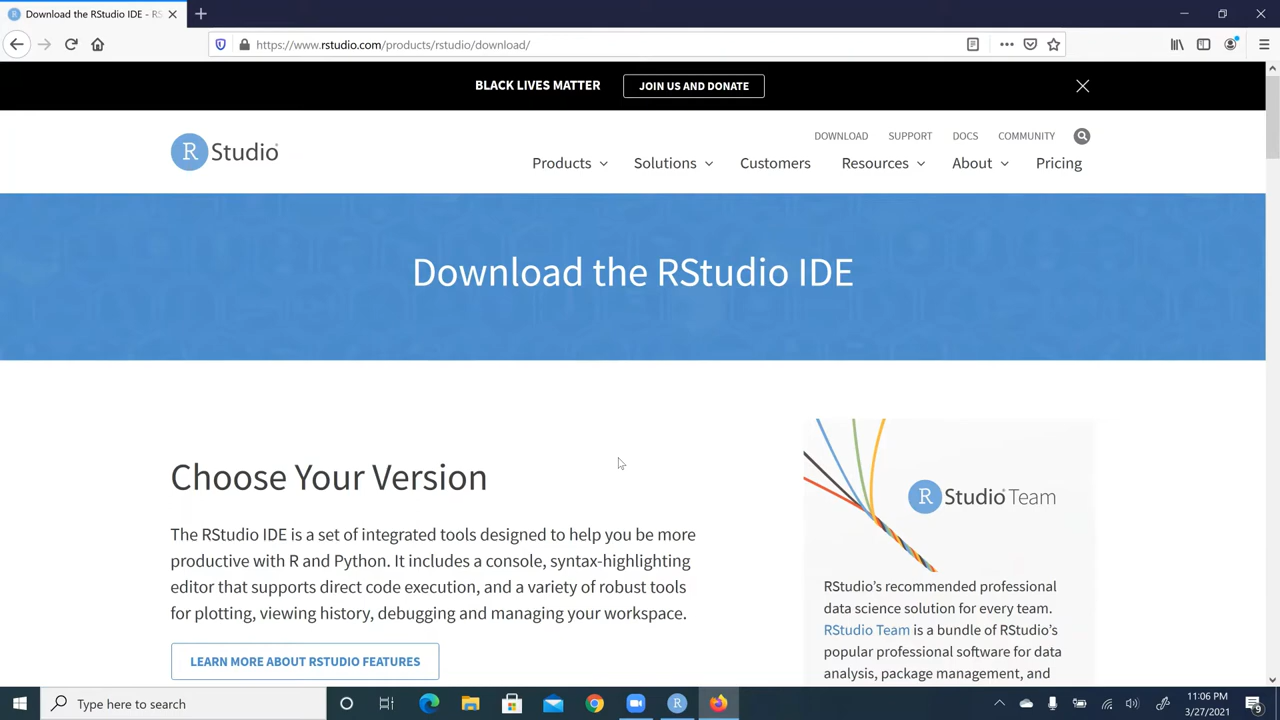 Download the RStudio IDE - RS
https://www.rstudio.com/products/rstudio/download/
BLACK LIVES MATTER
JOIN US AND DONATE
DOWNLOAD SUPPORT DOCS COMMUNITY
R Studio
Products Solutions Customers Resources About Pricing
Download the RStudio IDE
Choose Your Version
The RStudio IDE is a set of integrated tools designed to help you be more
productive with R and Python. It includes a console, syntax-highlighting
editor that supports direct code execution, and a variety of robust tools
for plotting, viewing history, debugging and managing your workspace.
LEARN MORE ABOUT RSTUDIO FEATURES
R Studio Team
RStudio's recommended professional
data science solution for every team.
RStudio Team is a bundle of RStudio's
popular professional software for data
analysis, package management, and
Type here to search
R
11:06 PM
3/27/2021
9